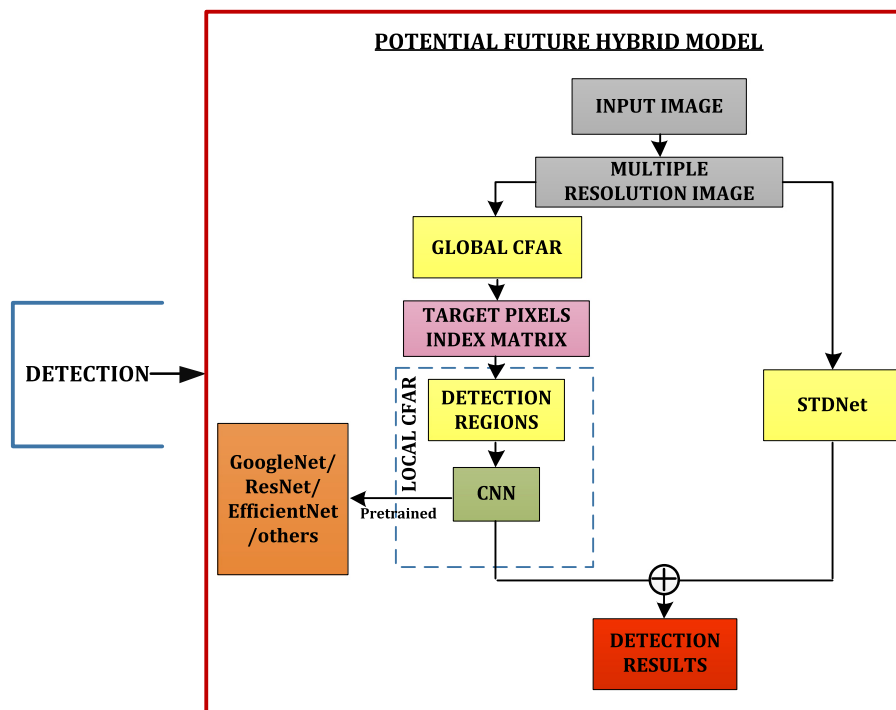 POTENTIAL FUTURE HYBRID MODEL
INPUT IMAGE
MULTIPLE
RESOLUTION IMAGE
GLOBAL CFAR
TARGET PIXELS
INDEX MATRIX
DETECTION
LOCAL CFAR
DETECTION
REGIONS
STDNet
GoogleNet/
ResNet/
EfficientNet
/others
Pretrained
CNN
DETECTION
RESULTS